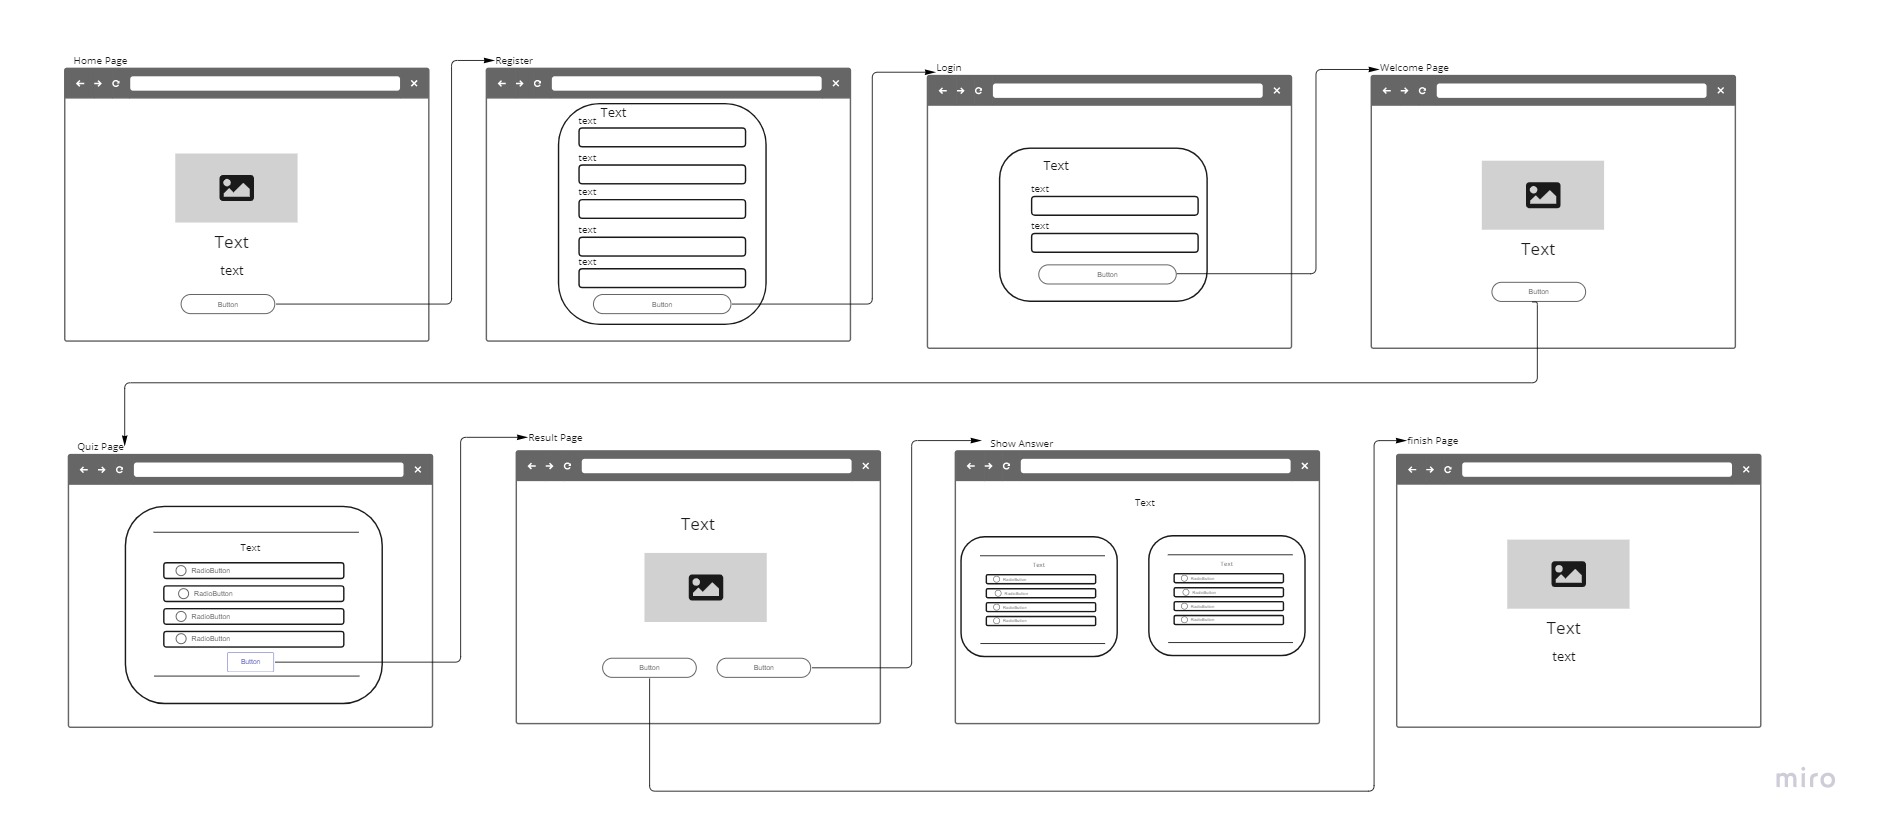 Home Page
Text
text
Button
Register
Text
text
text
text
text
text
Button
Login
Text
text
text
Button
Welcome Page
Text
Button
Quiz Page
Text
RadioButton
RadioButton
RadioButton
RadioButton
Button
Result Page
Text
Button
Button
Show Answer
Text
Text
RadioButton
RadioButton
RadioButton
RadioButton
Text
RadioButton
RadioButton
RadioButton
RadioButton
finish Page
Text
text
miro